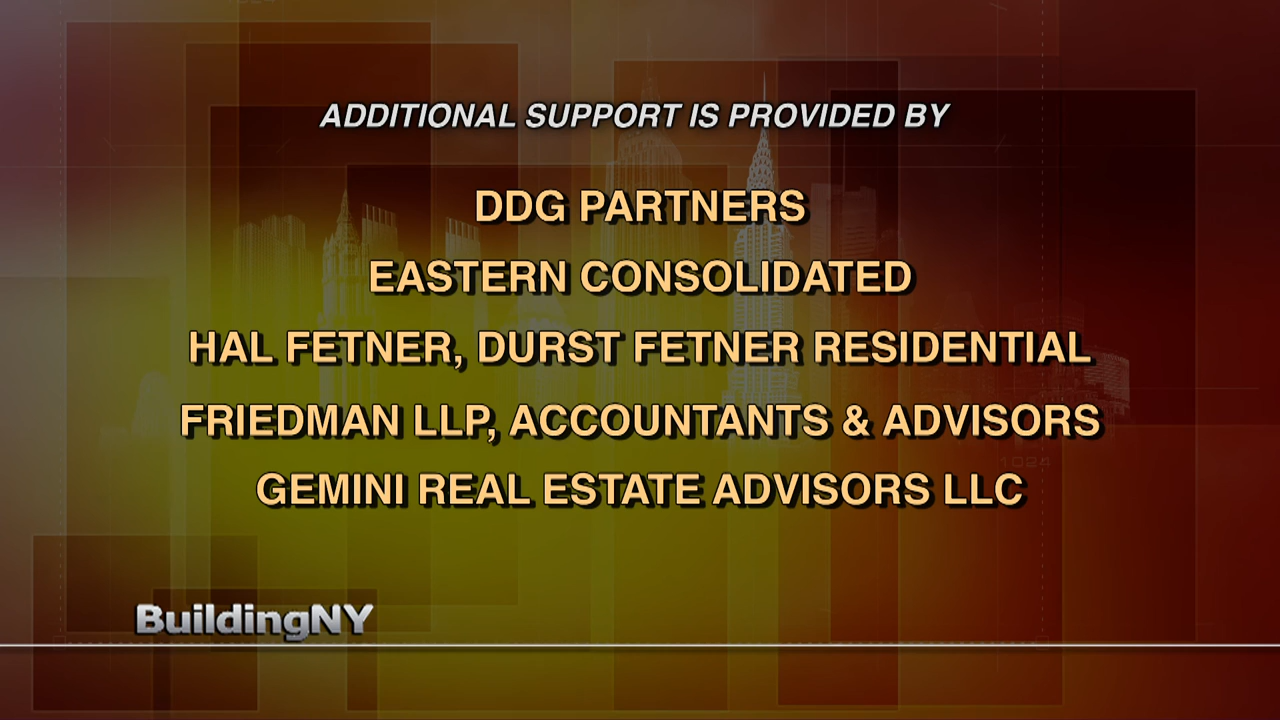 ADDITIONAL SUPPORT IS PROVIDED BY
DDG PARTNERS
EASTERN CONSOLIDATED
HAL FETNER, DURST FETNER RESIDENTIAL
FRIEDMAN LLP, ACCOUNTANTS & ADVISORS
1024
GEMINI REAL ESTATE ADVISORS LLC
BuildingNY